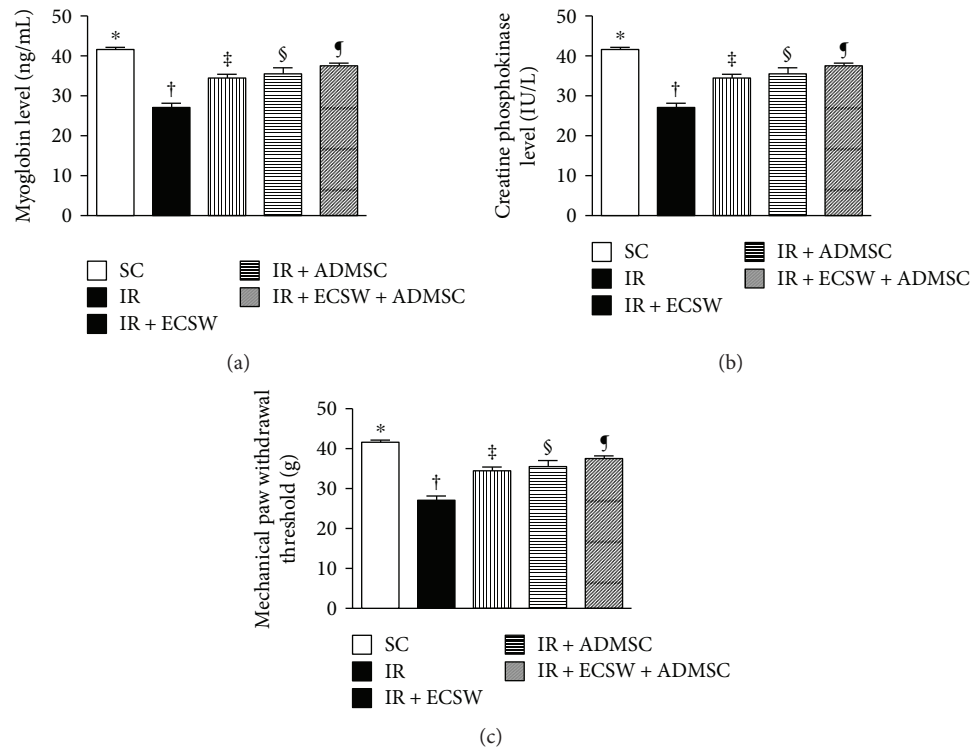 Myoglobin level (ng/mL)
50
40
30
20
10
0
*
†
‡
§
¶
SC
IR
IR + ECSW
IR + ADMSC
IR + ECSW + ADMSC
(a)
Creatine phosphokinase
level (IU/L)
50
40
30
20
10
0
*
†
‡
§
¶
SC
IR
IR + ECSW
IR + ADMSC
IR + ECSW + ADMSC
(b)
Mechanical paw withdrawal
threshold (g)
50
40
30
20
10
0
*
†
‡
§
¶
SC
IR
IR + ECSW
IR + ADMSC
IR + ECSW + ADMSC
(c)